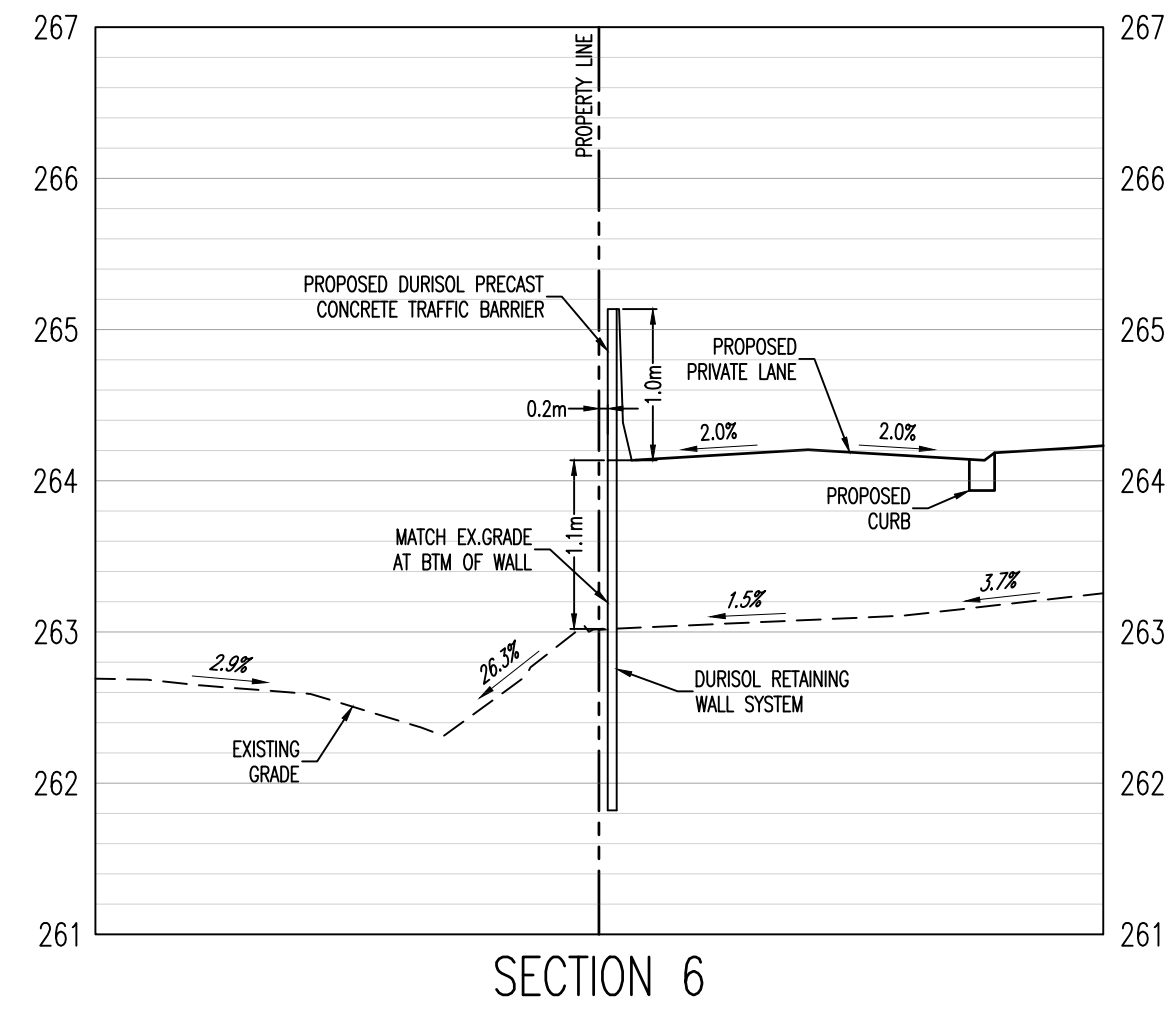 267
267
PROPERTY LINE
266
266
PROPOSED DURISOL PRECAST
CONCRETE TRAFFIC BARRIER
265
265
PROPOSED
PRIVATE LANE
1.0m
0.2m
2.0%
2.0%
264
264
PROPOSED
CURB
MATCH EX.GRADE
AT BTM OF WALL
1.1m
3.7%
1.5%
263
263
2.9%
26.3%
DURISOL RETAINING
WALL SYSTEM
EXISTING
GRADE
262
262
261
261
SECTION 6